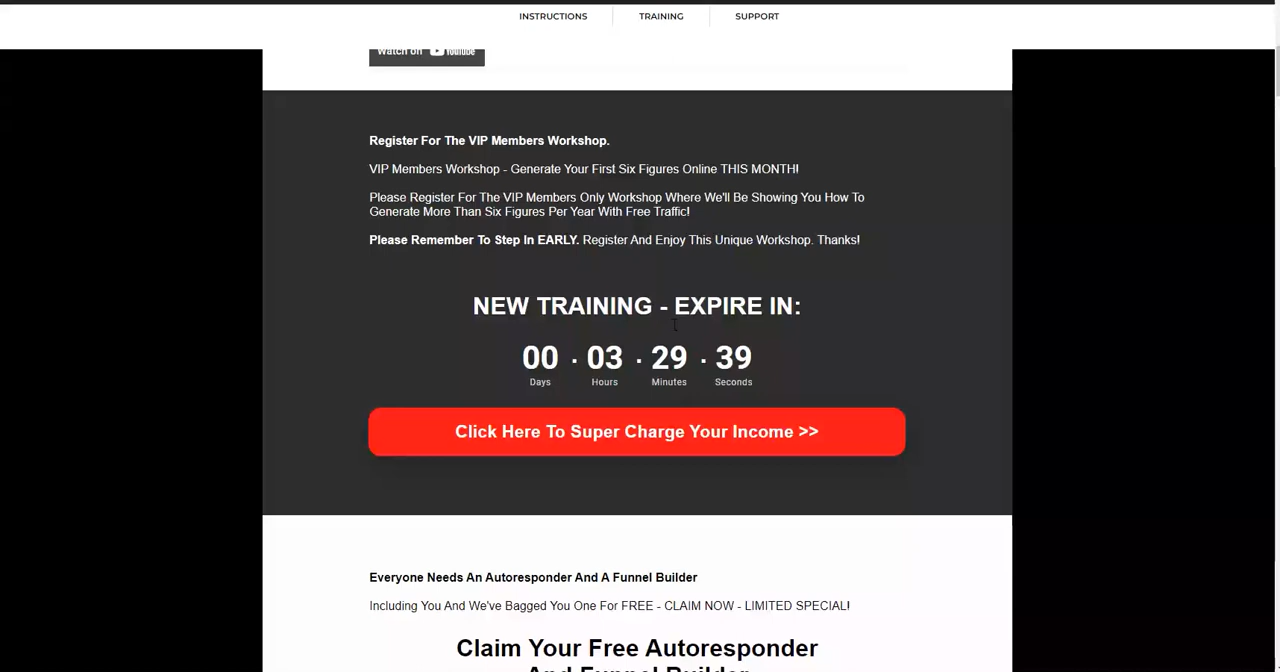 INSTRUCTIONS TRAINING SUPPORT
Watch on YouTube
Register For The VIP Members Workshop.
VIP Members Workshop - Generate Your First Six Figures Online THIS MONTH!
Please Register For The VIP Members Only Workshop Where We'll Be Showing You How To
Generate More Than Six Figures Per Year With Free Traffic!
Please Remember To Step In EARLY. Register And Enjoy This Unique Workshop. Thanks!
NEW TRAINING - EXPIRE IN:
00 · 03 · 29 · 39
Days Hours Minutes Seconds
Click Here To Super Charge Your Income >>
Everyone Needs An Autoresponder And A Funnel Builder
Including You And We've Bagged You One For FREE - CLAIM NOW - LIMITED SPECIAL!
Claim Your Free Autoresponder
And Funnel Builder